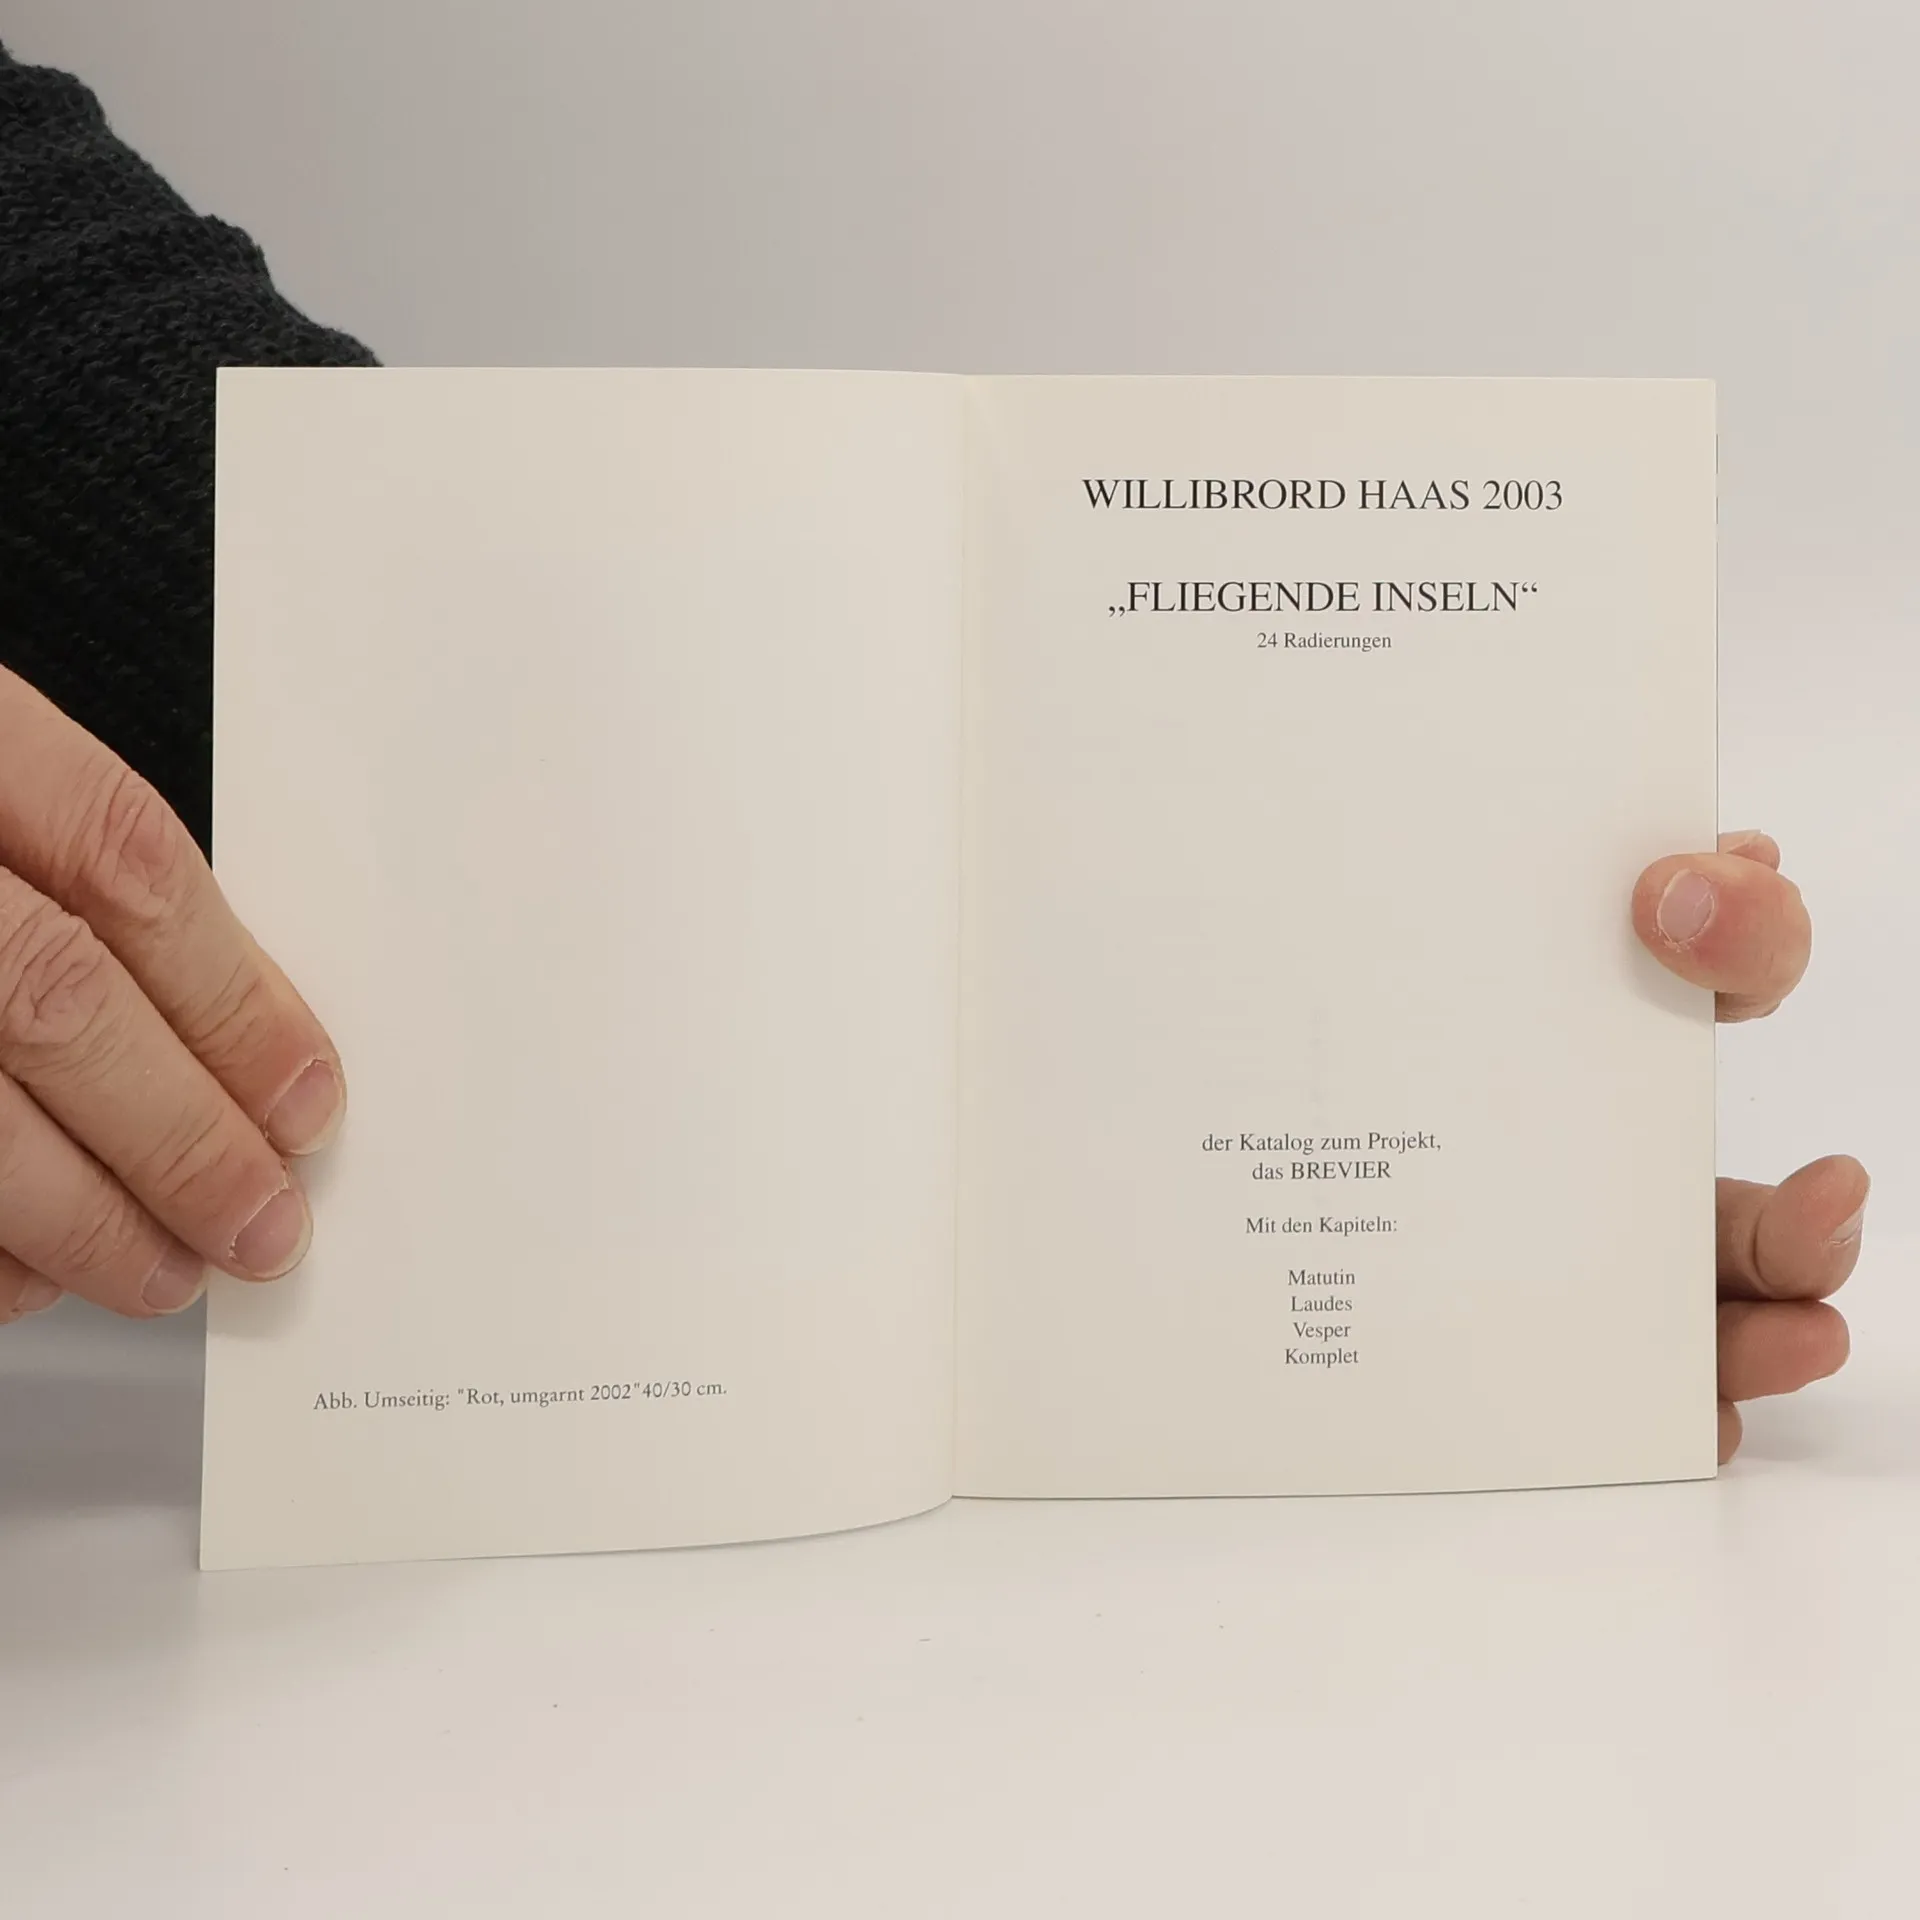 Abb. Umseitig: "Rot, umgarnt 2002"40/30 cm.
WILLIBRORD HAAS 2003
„FLIEGENDE INSELN“
24 Radierungen
der Katalog zum Projekt,
das BREVIER
Mit den Kapiteln:
Matutin
Laudes
Vesper
Komplet